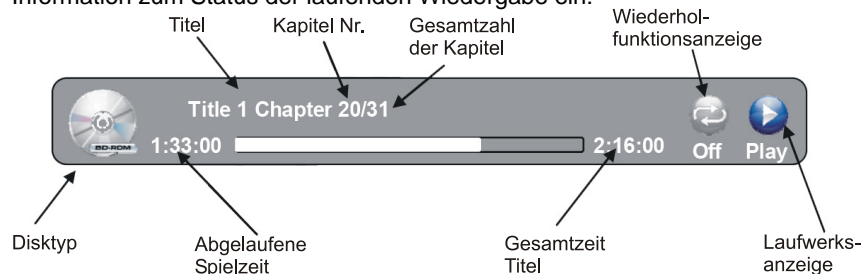 Information zum Status der laufenden Wiedergabe ein.
Titel
Kapitel Nr.
Gesamtzahl
der Kapitel
Wiederhol-
funktionsanzeige
Title 1 Chapter 20/31
BD-ROM
1:33:00
2:16:00
Off
Play
Disktyp
Abgelaufene
Spielzeit
Gesamtzeit
Titel
Laufwerks-
anzeige